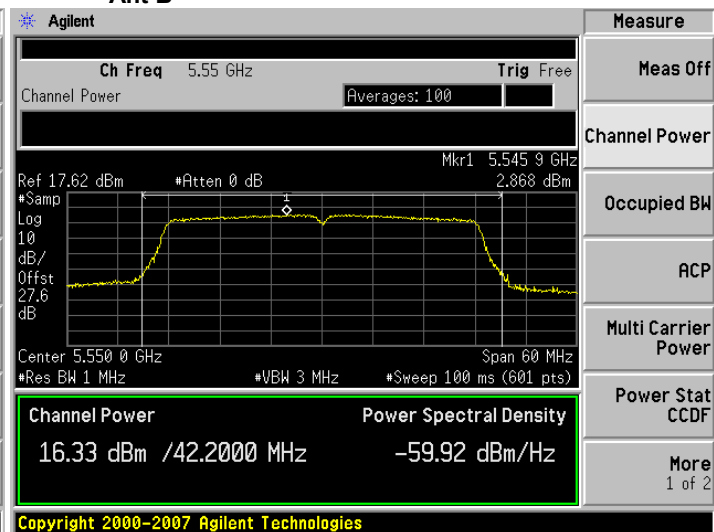 Ant B
Agilent
Measure
Ch Freq 5.55 GHz Trig Free
Meas Off
Channel Power Averages: 100
Channel Power
Mkr1 5.545 9 GHz
Ref 17.62 dBm #Atten 0 dB 2.868 dBm
#Samp
1
Occupied BW
Log
10
dB/
ACP
Offst
27.6
dB
Multi Carrier
Power
Center 5.550 0 GHz Span 60 MHz
#Res BW 1 MHz #VBW 3 MHz #Sweep 100 ms (601 pts)
Power Stat
CCDF
Channel Power Power Spectral Density
16.33 dBm /42.2000 MHz -59.92 dBm/Hz
More
1 of 2
Copyright 2000-2007 Agilent Technologies